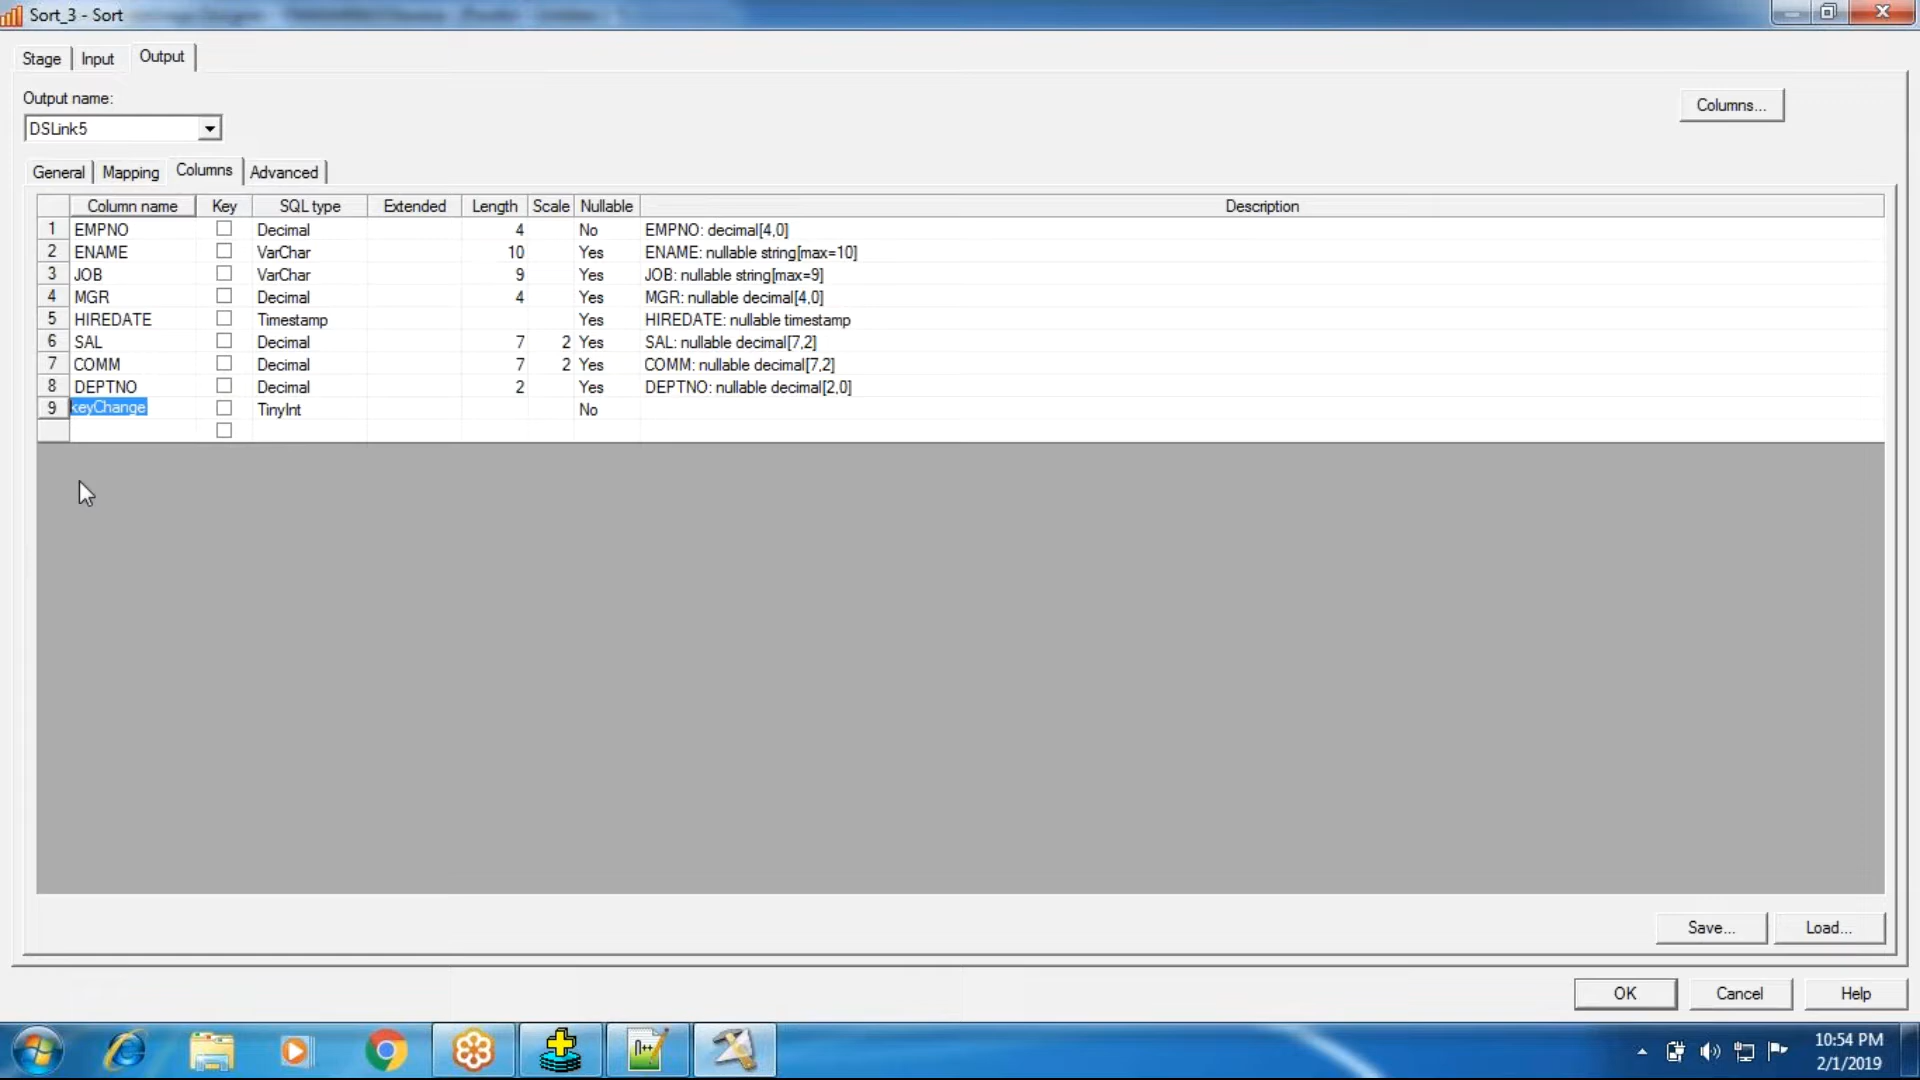 Sort_3 - Sort
Stage Input Output
Output name:
Columns...
DSLink5
General Mapping Columns Advanced
Column name Key SQL type Extended Length Scale Nullable Description
1 EMPNO Decimal 4 No EMPNO: decimal[4,0]
2 ENAME VarChar 10 Yes ENAME: nullable string[max=10]
3 JOB VarChar 9 Yes JOB: nullable string[max=9]
4 MGR Decimal 4 Yes MGR: nullable decimal[4,0]
5 HIREDATE Timestamp Yes HIREDATE: nullable timestamp
6 SAL Decimal 7 2 Yes SAL: nullable decimal[7,2]
7 COMM Decimal 7 2 Yes COMM: nullable decimal[7,2]
8 DEPTNO Decimal 2 Yes DEPTNO: nullable decimal[2,0]
9 keyChange TinyInt No
Save... Load...
OK Cancel Help
10:54 PM
2/1/2019